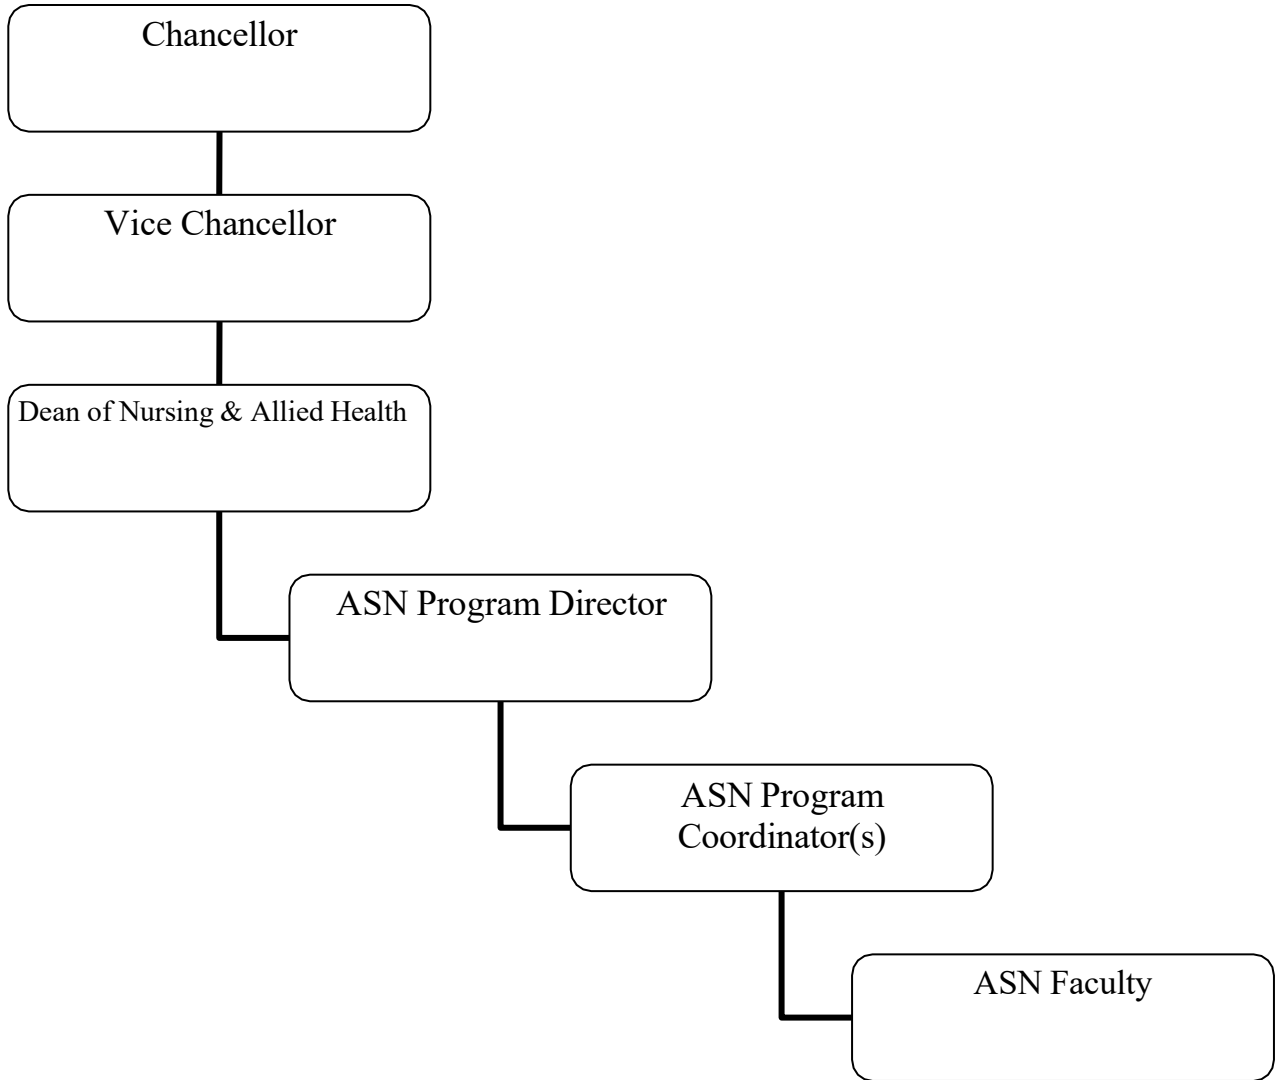 Chancellor
Vice Chancellor
Dean of Nursing & Allied Health
ASN Program Director
ASN Program
Coordinator(s)
ASN Faculty